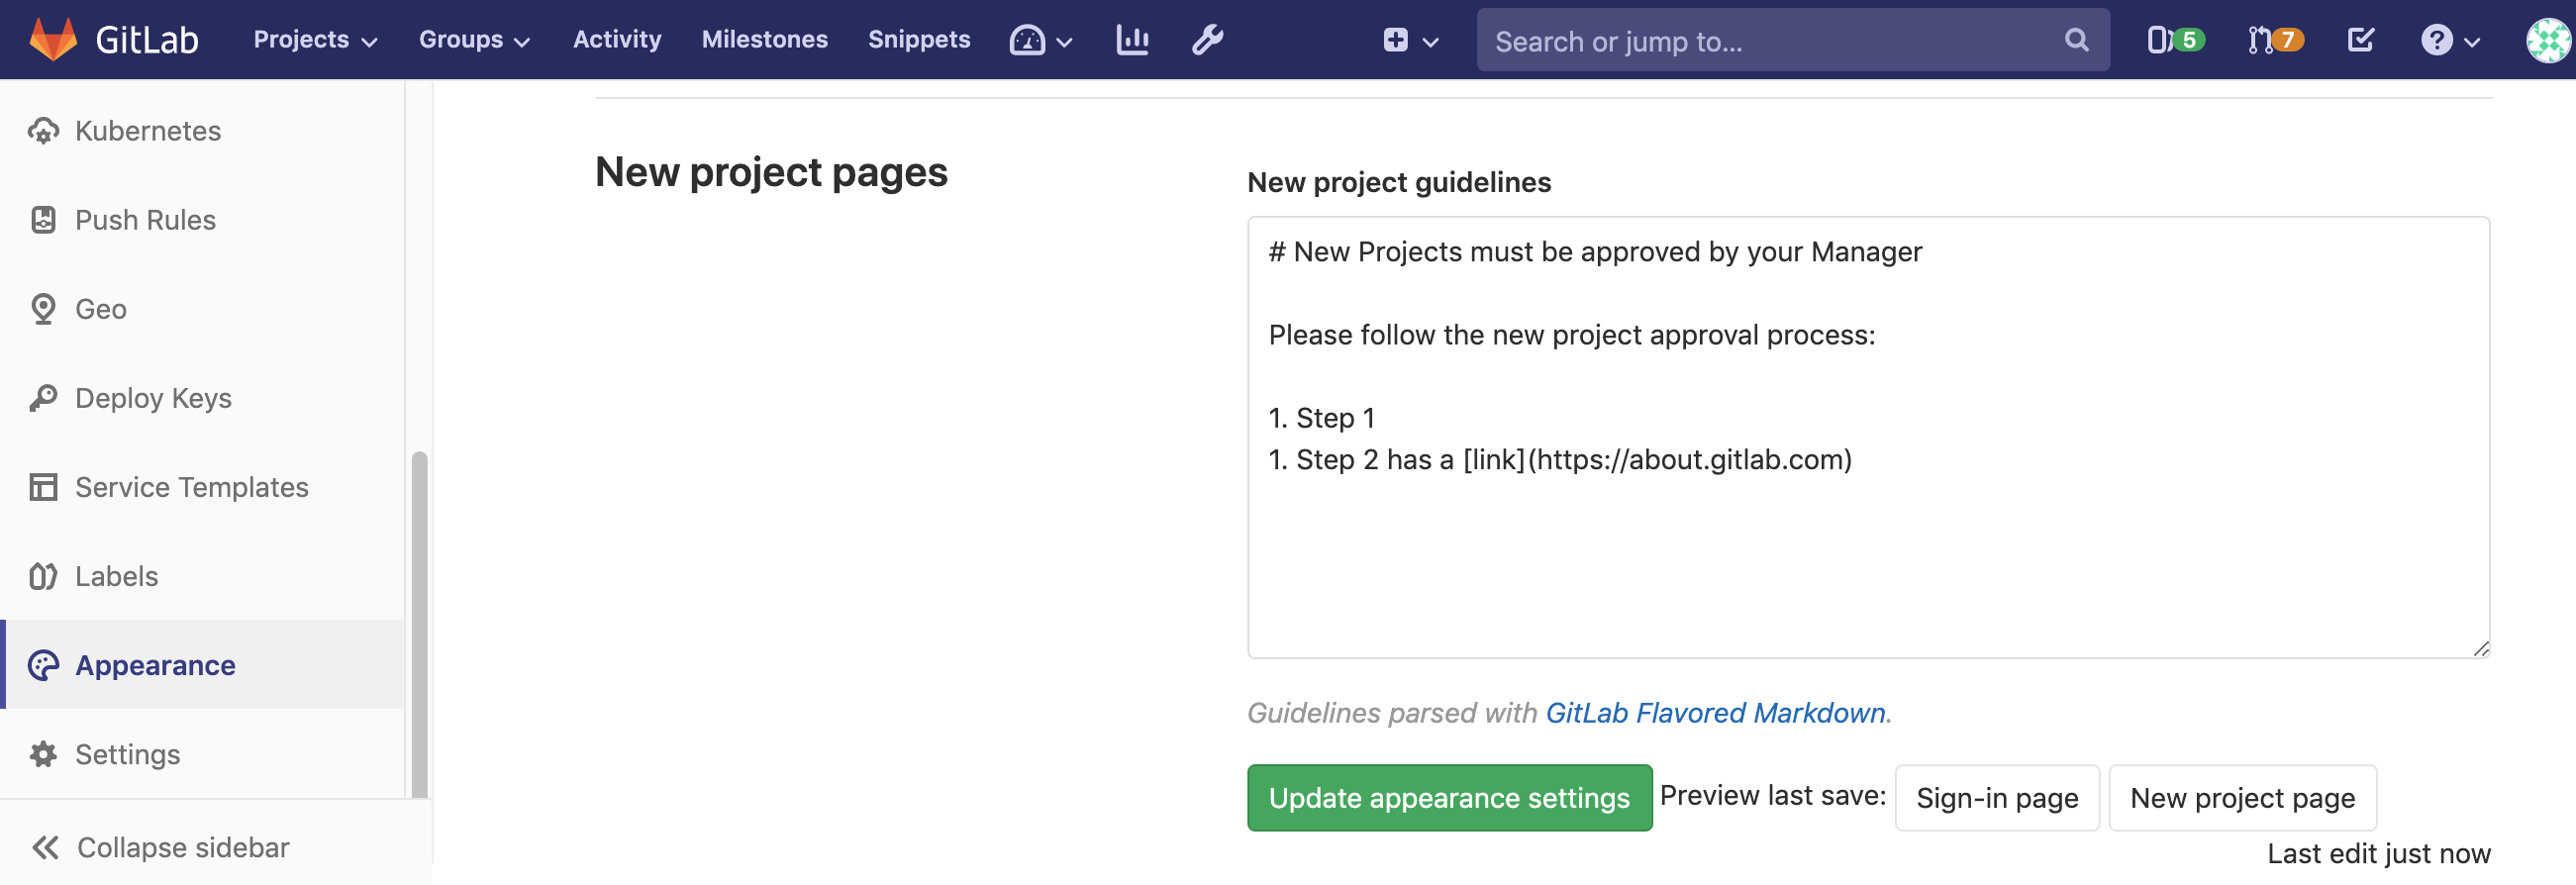 GitLab Projects Groups Activity Milestones Snippets Search or jump to... 5 7
Kubernetes
Push Rules
Geo
Deploy Keys
Service Templates
Labels
Appearance
Settings
Collapse sidebar
New project pages
New project guidelines
# New Projects must be approved by your Manager
Please follow the new project approval process:
1. Step 1
1. Step 2 has a [link](https://about.gitlab.com)
Guidelines parsed with GitLab Flavored Markdown.
Update appearance settings Preview last save: Sign-in page New project page
Last edit just now